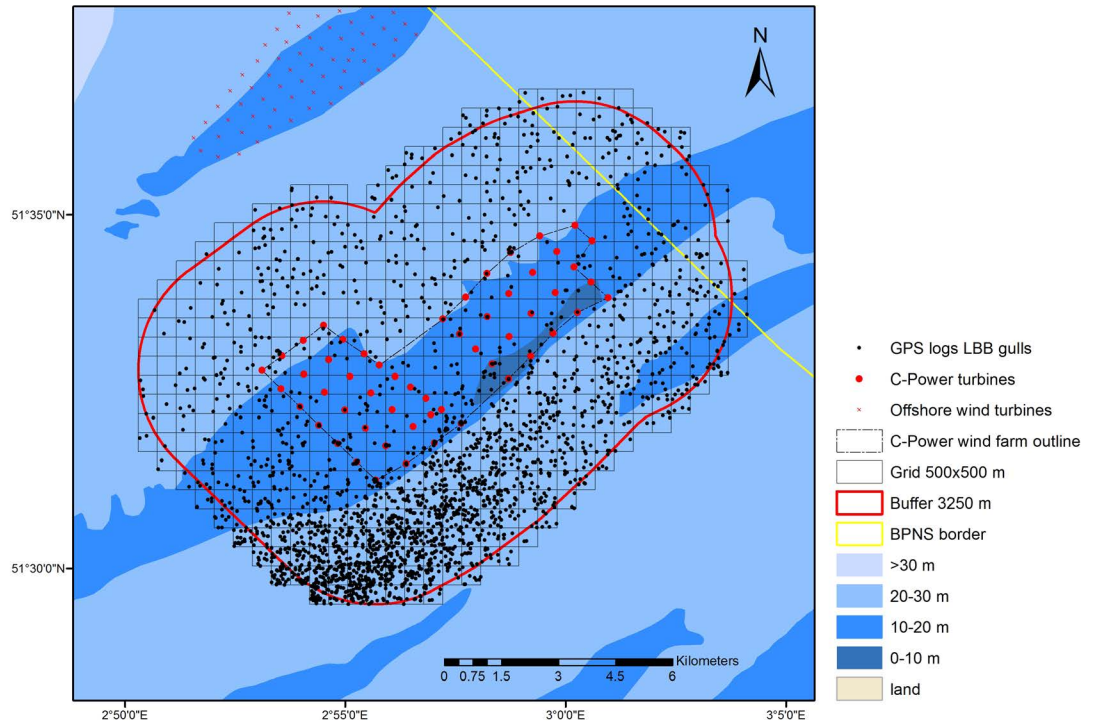 N
51°35'0"N
51°30'0"N
Kilometers
0 0.75 1.5 3 4.5 6
2°50'0"E 2°55'0"E 3°0'0"E 3°5'0"E
GPS logs LBB gulls
C-Power turbines
Offshore wind turbines
C-Power wind farm outline
Grid 500x500 m
Buffer 3250 m
BPNS border
>30 m
20-30 m
10-20 m
0-10 m
land